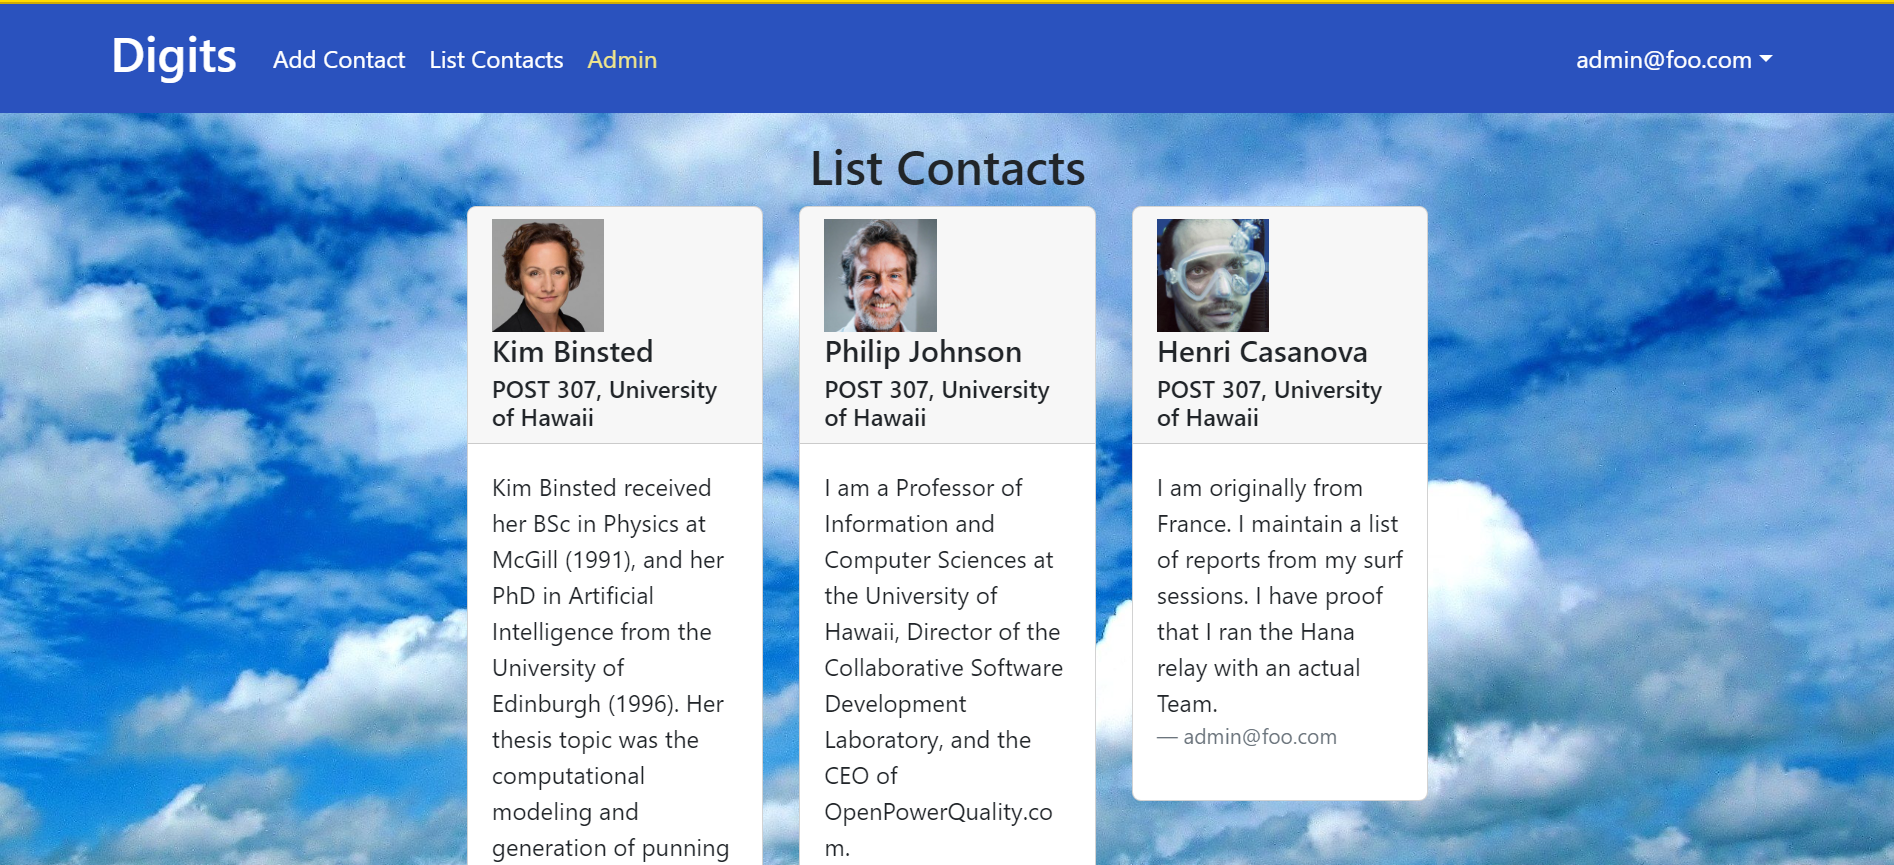 Digits Add Contact List Contacts Admin admin@foo.com
List Contacts
Kim Binsted
POST 307, University
of Hawaii
Kim Binsted received
her BSc in Physics at
McGill (1991), and her
PhD in Artificial
Intelligence from the
University of
Edinburgh (1996). Her
thesis topic was the
computational
modeling and
generation of punning
Philip Johnson
POST 307, University
of Hawaii
I am a Professor of
Information and
Computer Sciences at
the University of
Hawaii, Director of the
Collaborative Software
Development
Laboratory, and the
CEO of
OpenPowerQuality.co
m.
Henri Casanova
POST 307, University
of Hawaii
I am originally from
France. I maintain a list
of reports from my surf
sessions. I have proof
that I ran the Hana
relay with an actual
Team.
— admin@foo.com